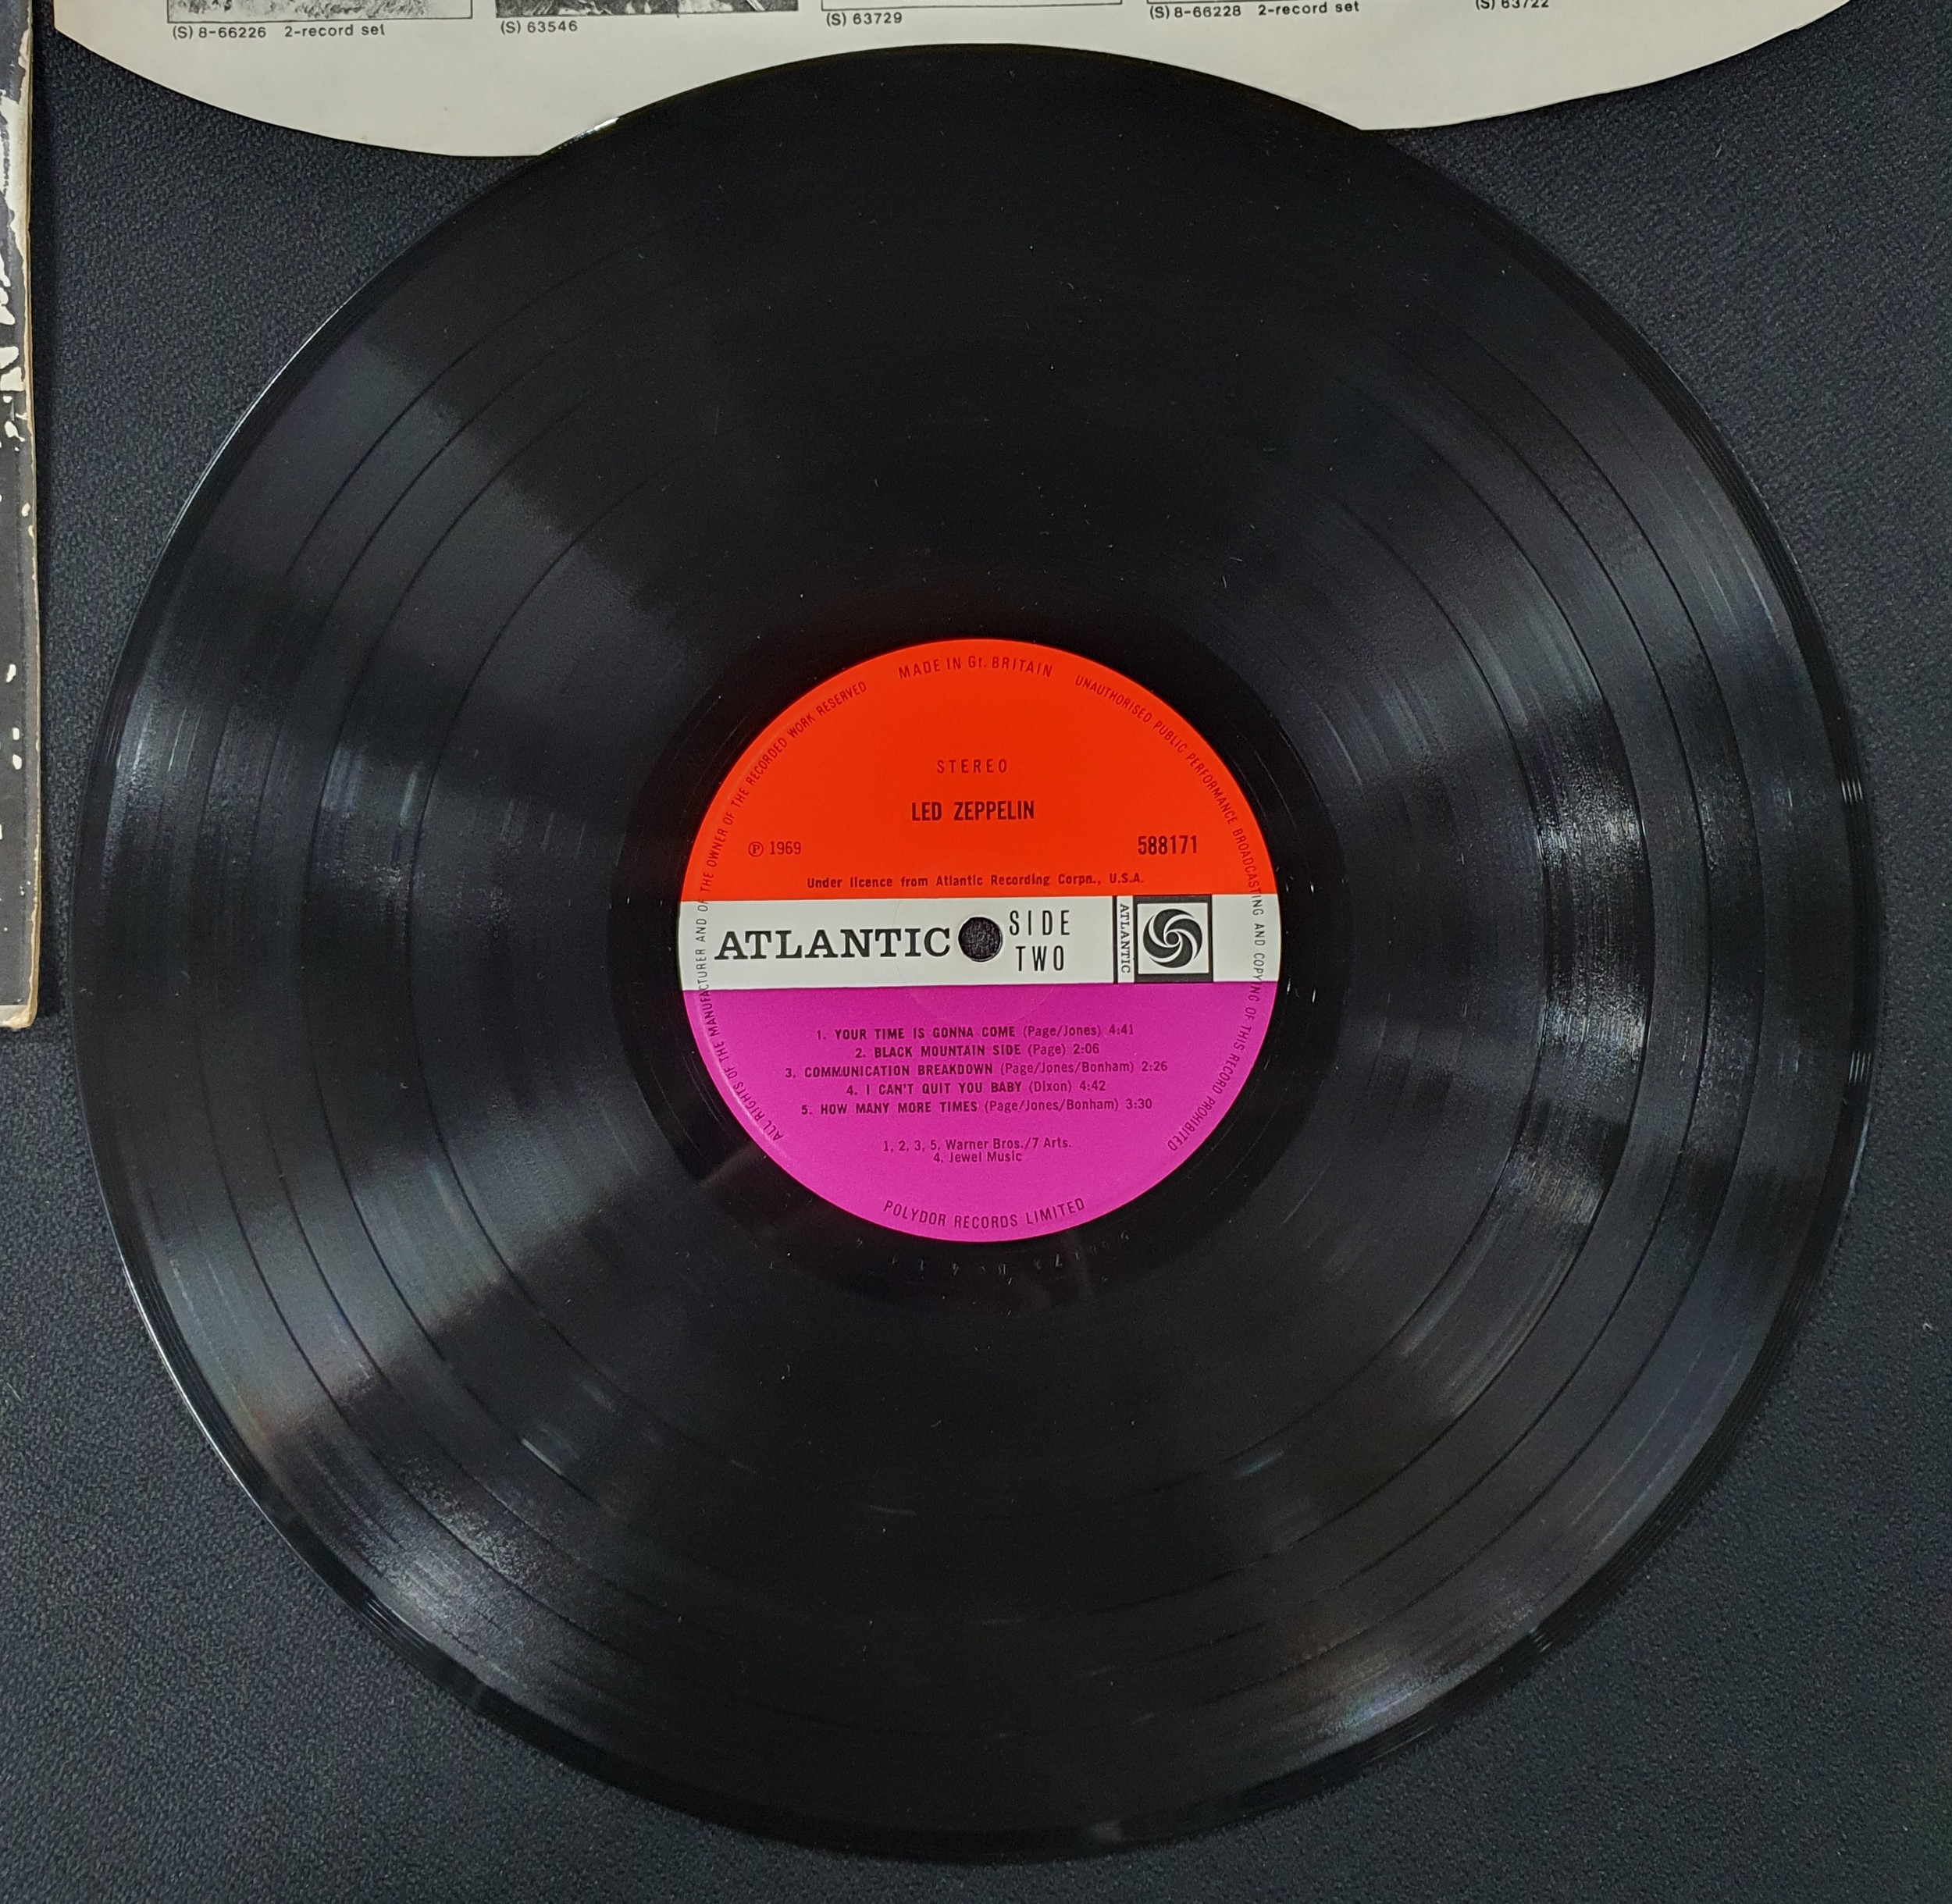 (S) 8-66226 2-record set
(S) 63546
(S) 63729
(S) 8-66228 2-record set
(S) 63722
MADE IN Gt. BRITAIN
UNAUTHORISED PUBLIC PERFORMANCE BROADCASTING AND COPYING OF THIS RECORD PROHIBITED
ALL RIGHTS OF THE MANUFACTURER AND OF THE OWNER OF THE RECORDED WORK RESERVED
STEREO
LED ZEPPELIN
Ⓟ 1969
588171
Under licence from Atlantic Recording Corpn., U.S.A.
ATLANTIC
SIDE
TWO
ATLANTIC
1. YOUR TIME IS GONNA COME (Page/Jones) 4:41
2. BLACK MOUNTAIN SIDE (Page) 2:06
3. COMMUNICATION BREAKDOWN (Page/Jones/Bonham) 2:26
4. I CAN'T QUIT YOU BABY (Dixon) 4:42
5. HOW MANY MORE TIMES (Page/Jones/Bonham) 3:30
1, 2, 3, 5, Warner Bros./7 Arts.
4. Jewel Music
POLYDOR RECORDS LIMITED